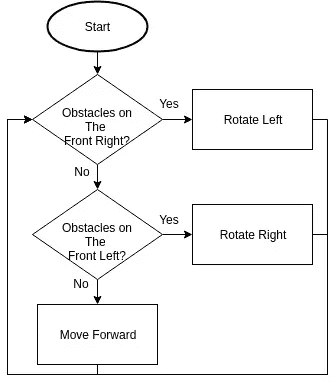 Start
Obstacles on
The
Front Right?
Yes
Rotate Left
No
Obstacles on
The
Front Left?
Yes
Rotate Right
No
Move Forward